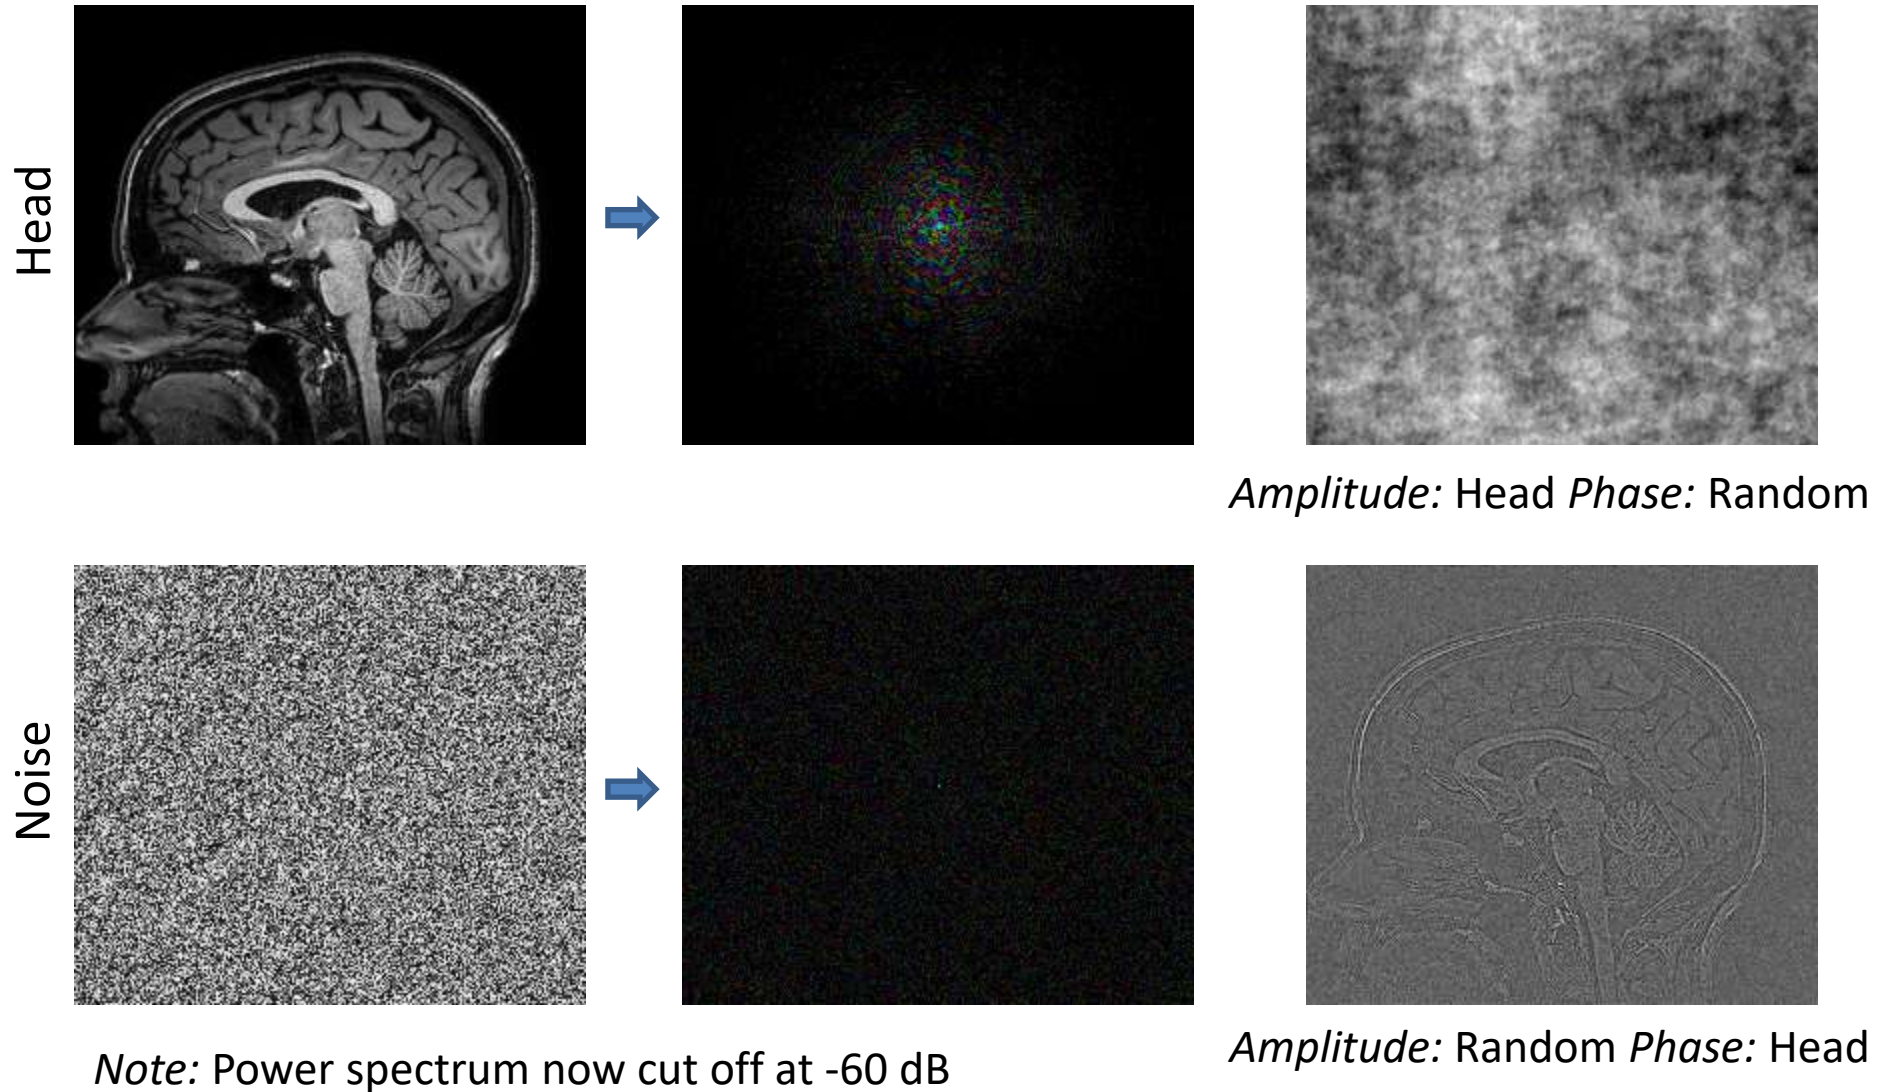 Head
Amplitude: Head Phase: Random
Noise
Amplitude: Random Phase: Head
Note: Power spectrum now cut off at -60 dB